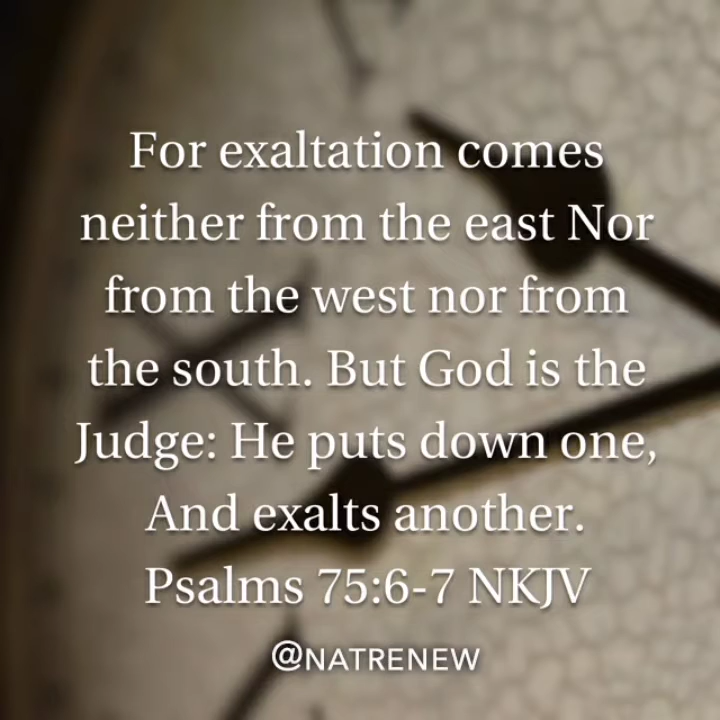 For exaltation comes
neither from the east Nor
from the west nor from
the south. But God is the
Judge: He puts down one,
And exalts another.
Psalms 75:6-7 NKJV
@NATRENEW